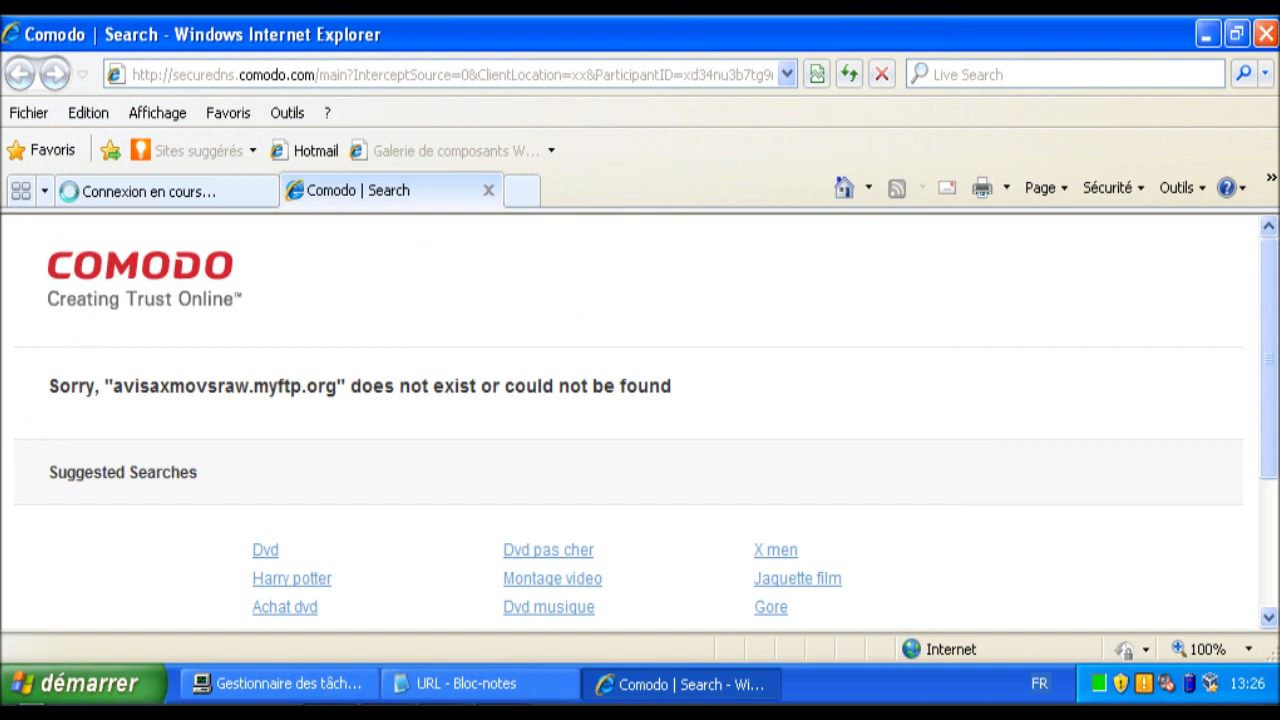 Comodo | Search - Windows Internet Explorer
http://securedns.comodo.com/main?InterceptSource=0&ClientLocation=xx&ParticipantID=xd34nu3b7tg9
Live Search
Fichier Edition Affichage Favoris Outils ?
Favoris Sites suggérés Hotmail Galerie de composants W...
Connexion en cours... Comodo | Search Page Sécurité Outils »
COMODO
Creating Trust Online™
Sorry, "avisaxmovsraw.myftp.org" does not exist or could not be found
Suggested Searches
Dvd Dvd pas cher X men
Harry potter Montage video Jaquette film
Achat dvd Dvd musique Gore
Internet 100%
démarrer Gestionnaire des tâch... URL - Bloc-notes Comodo | Search - Wi... FR 13:26